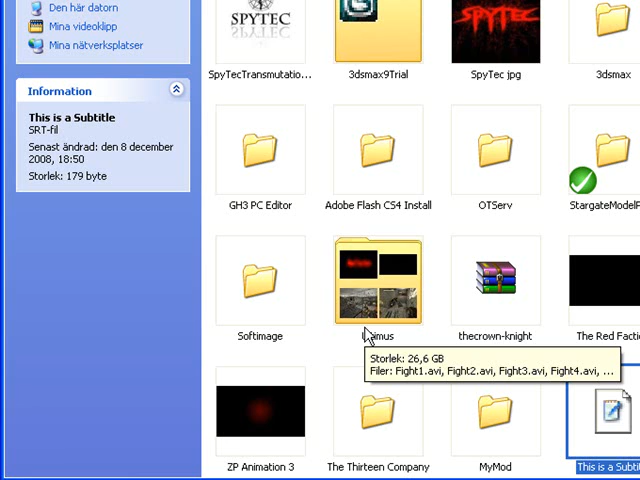 Den här datorn
Mina videoklipp
Mina nätverksplatser
Information
This is a Subtitle
SRT-fil
Senast ändrad: den 8 december
2008, 18:50
Storlek: 179 byte
SPYTEC
SPYTEC
SpyTecTransmutatio...
3dsmax9Trial
SpyTec jpg
3dsmax
GH3 PC Editor
Adobe Flash CS4 Install
OTServ
StargateModelP
Softimage
thecrown-knight
The Red Facti
Storlek: 26,6 GB
Filer: Fight1.avi, Fight2.avi, Fight3.avi, Fight4.avi, ...
ZP Animation 3
The Thirteen Company
MyMod
This is a Subti